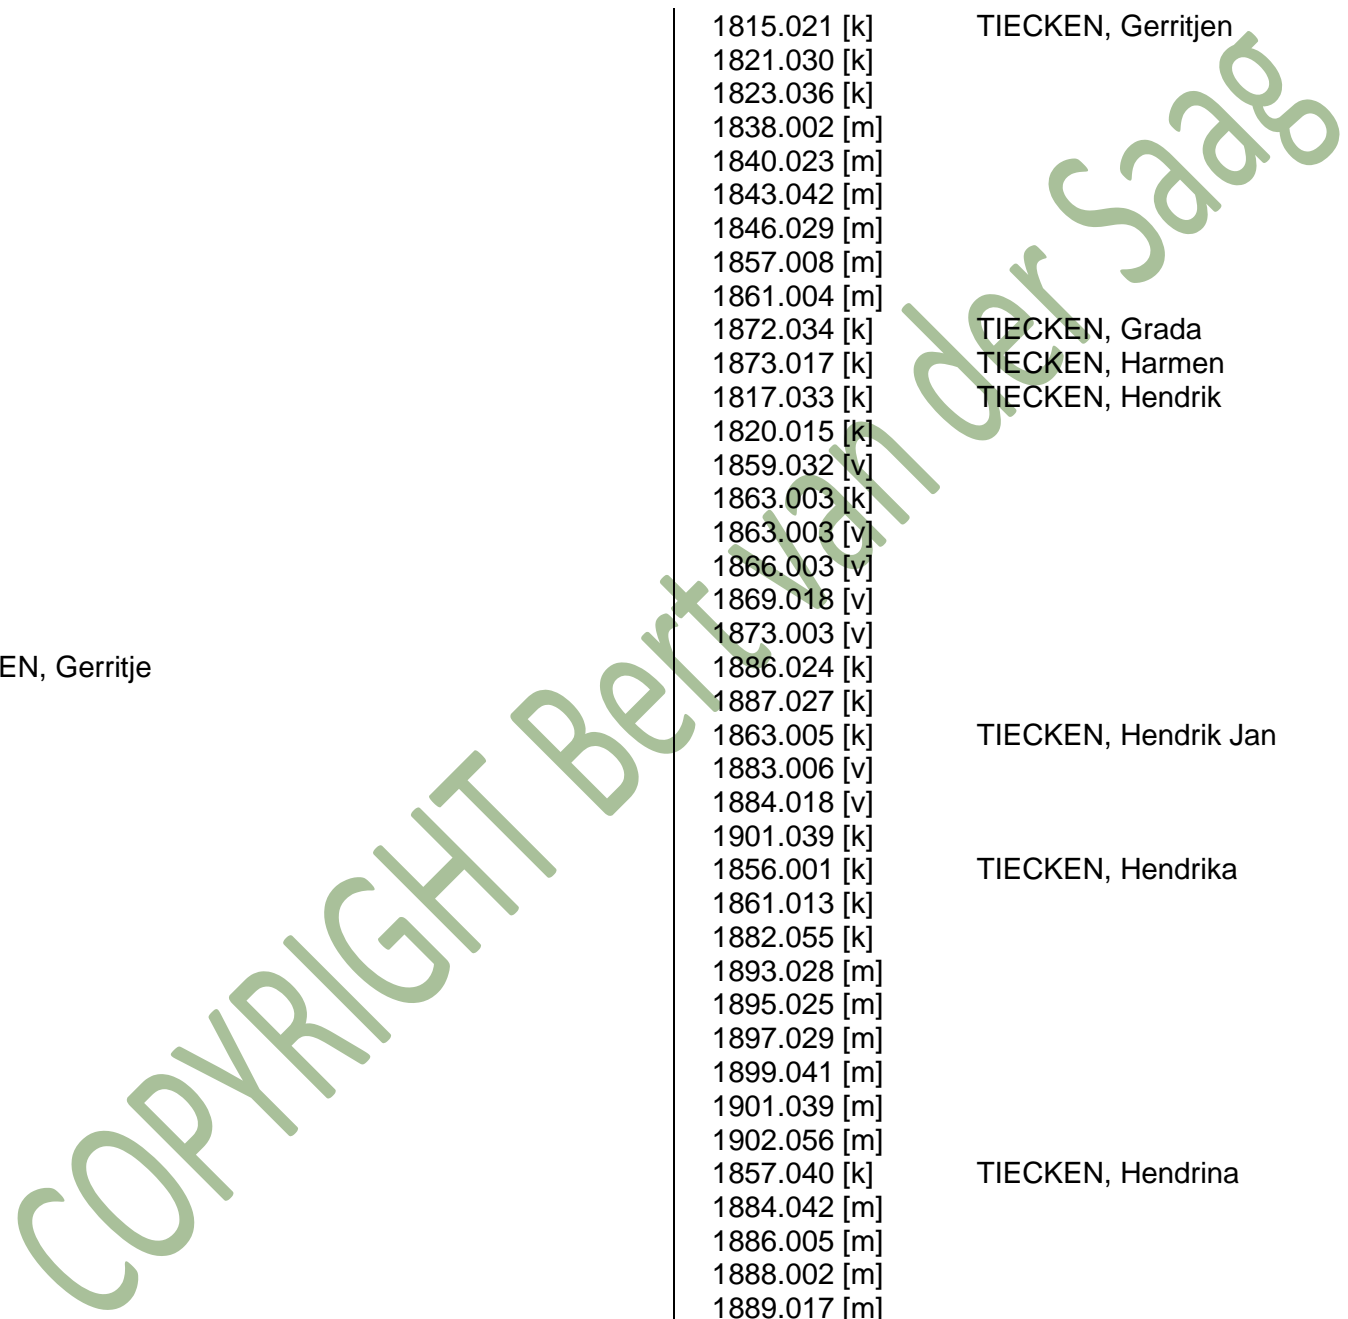 EN, Gerritje
1815.021 [k] TIECKEN, Gerritjen
1821.030 [k]
1823.036 [k]
1838.002 [m]
1840.023 [m]
1843.042 [m]
1846.029 [m]
1857.008 [m]
1861.004 [m]
1872.034 [k] TIECKEN, Grada
1873.017 [k] TIECKEN, Harmen
1817.033 [k] TIECKEN, Hendrik
1820.015 [k]
1859.032 [v]
1863.003 [k]
1863.003 [v]
1866.003 [v]
1869.018 [v]
1873.003 [v]
1886.024 [k]
1887.027 [k]
1863.005 [k] TIECKEN, Hendrik Jan
1883.006 [v]
1884.018 [v]
1901.039 [k]
1856.001 [k] TIECKEN, Hendrika
1861.013 [k]
1882.055 [k]
1893.028 [m]
1895.025 [m]
1897.029 [m]
1899.041 [m]
1901.039 [m]
1902.056 [m]
1857.040 [k] TIECKEN, Hendrina
1884.042 [m]
1886.005 [m]
1888.002 [m]
1889.017 [m]
COPYRIGHT Bert van der Saag